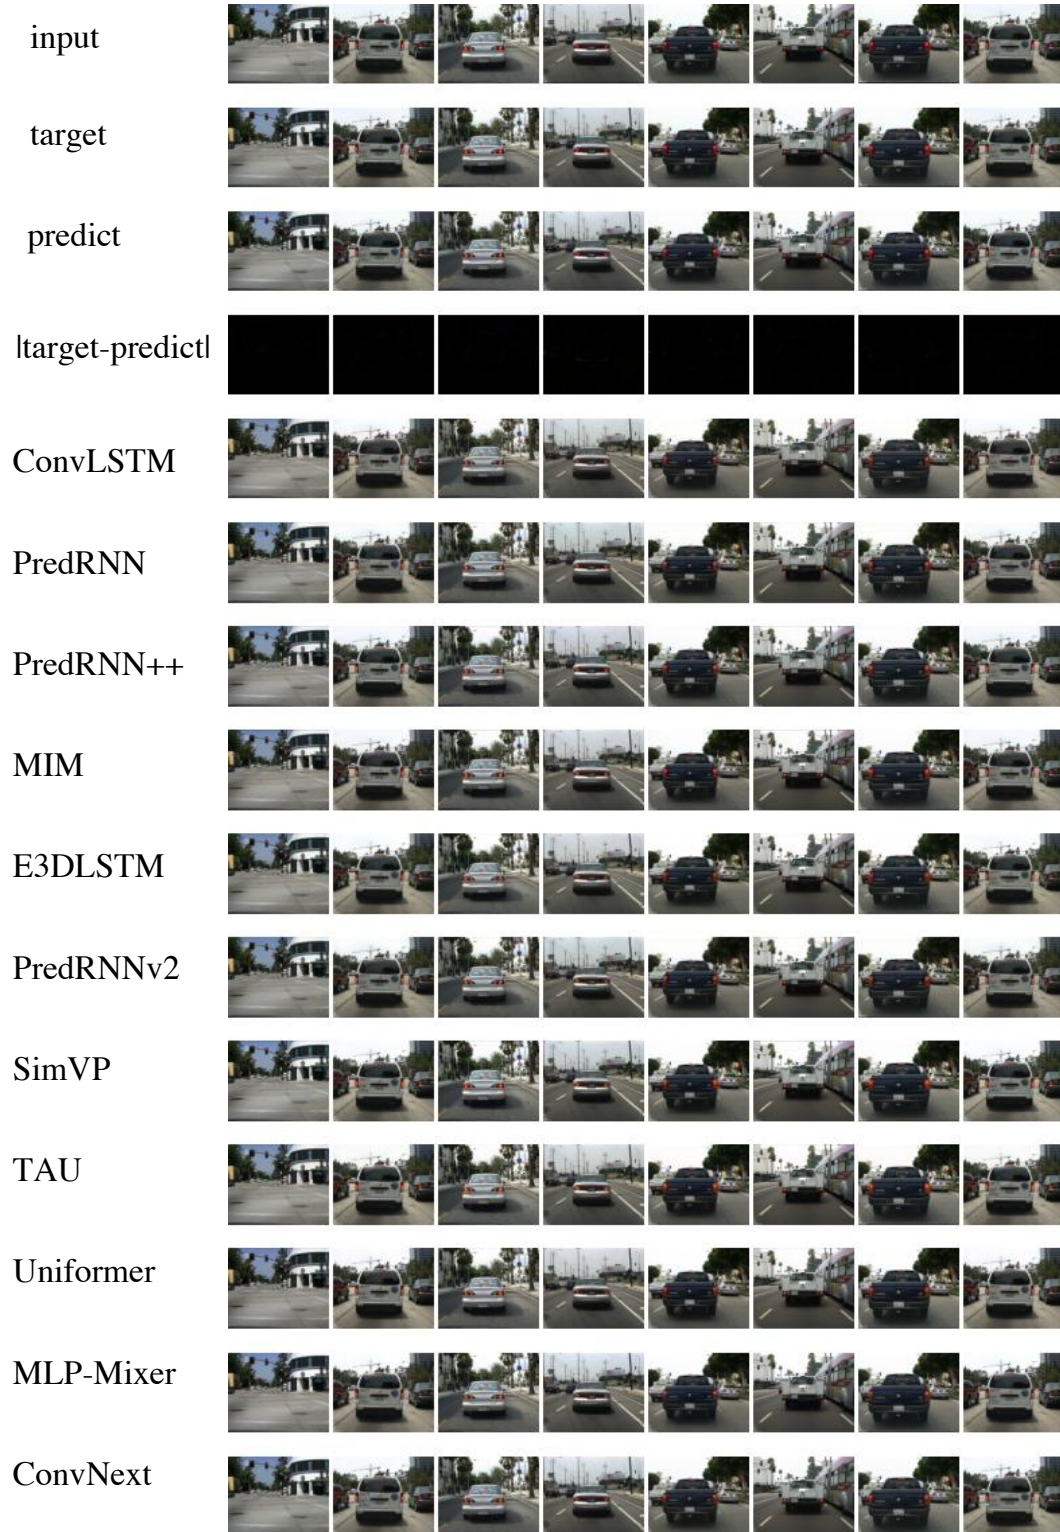 input
target
predict
|target-predict|
ConvLSTM
PredRNN
PredRNN++
MIM
E3DLSTM
PredRNNv2
SimVP
TAU
Uniformer
MLP-Mixer
ConvNext